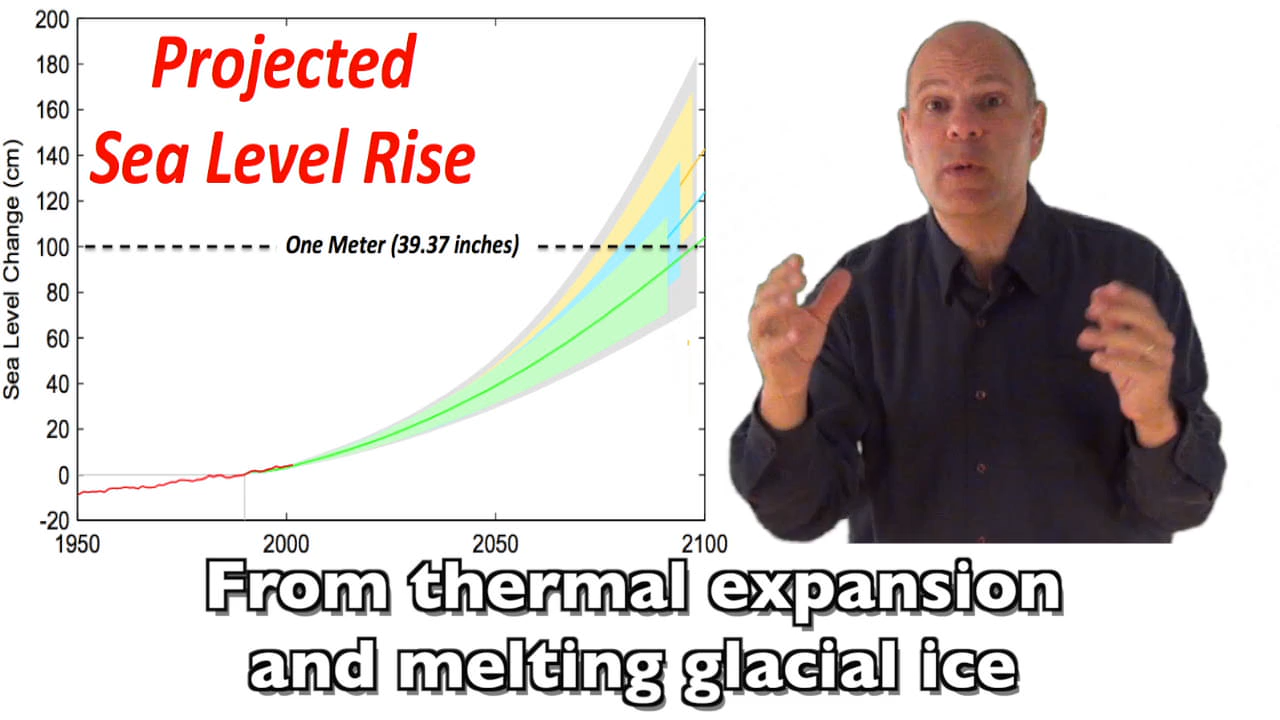 Projected
Sea Level Rise
One Meter (39.37 inches)
Sea Level Change (cm)
200
180
160
140
120
100
80
60
40
20
0
-20
1950 2000 2050 2100
From thermal expansion
and melting glacial ice